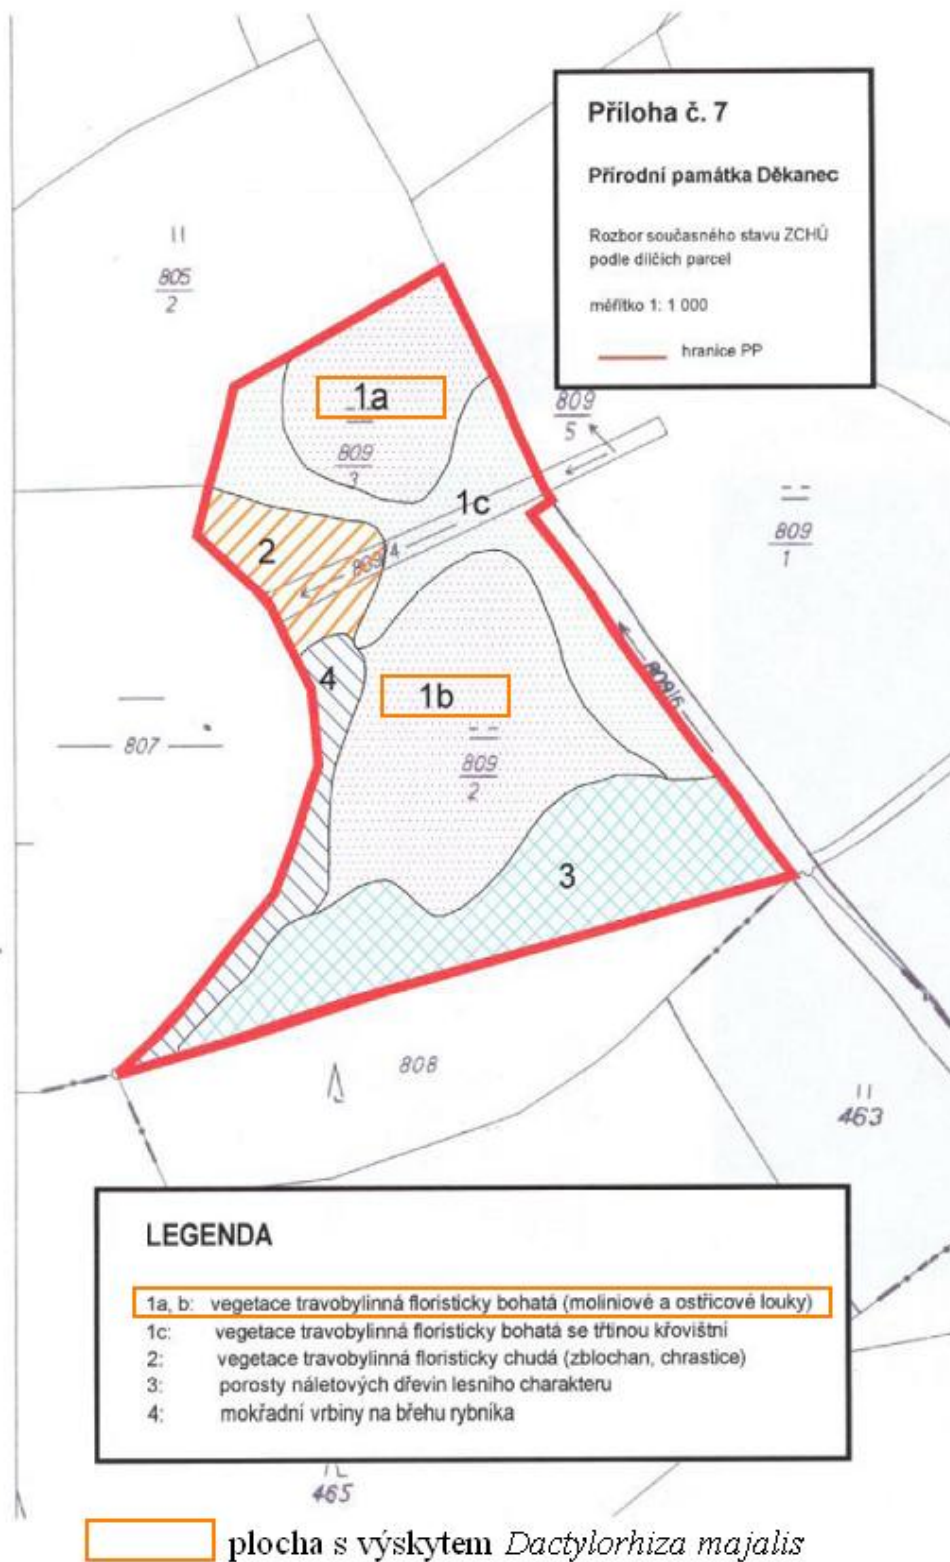 Příloha č. 7
Přírodní památka Děkanec
Rozbor současného stavu ZCHÚ
podle dílčích parcel
měřítko 1: 1 000
hranice PP
805
2
1a
809
3
809
5
1c
809
1
2
809/4
4
1b
809/6
807
809
2
3
808
463
LEGENDA
1a, b: vegetace travobylinná floristicky bohatá (moliniové a ostřicové louky)
1c: vegetace travobylinná floristicky bohatá se třtinou křovištní
2: vegetace travobylinná floristicky chudá (zblochan, chrastice)
3: porosty náletových dřevin lesního charakteru
4: mokřadní vrbiny na břehu rybníka
465
plocha s výskytem Dactylorhiza majalis